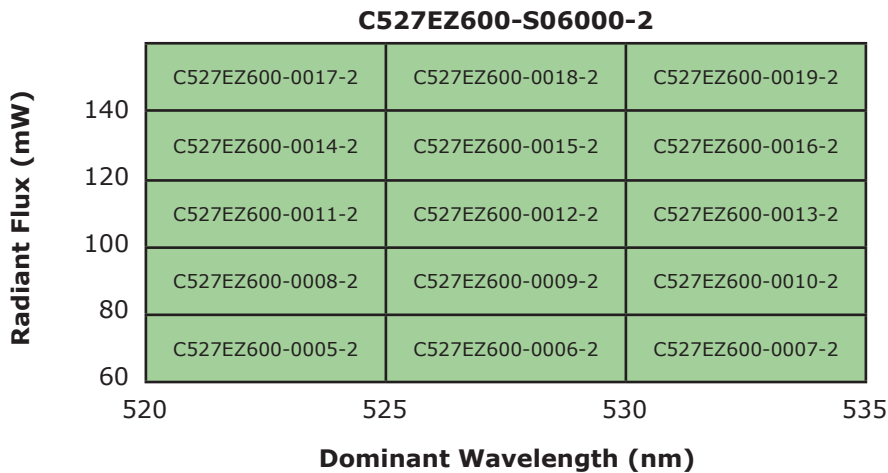 C527EZ600-S06000-2
Radiant Flux (mW)
140
120
100
80
60
C527EZ600-0017-2 C527EZ600-0018-2 C527EZ600-0019-2
C527EZ600-0014-2 C527EZ600-0015-2 C527EZ600-0016-2
C527EZ600-0011-2 C527EZ600-0012-2 C527EZ600-0013-2
C527EZ600-0008-2 C527EZ600-0009-2 C527EZ600-0010-2
C527EZ600-0005-2 C527EZ600-0006-2 C527EZ600-0007-2
520 525 530 535
Dominant Wavelength (nm)